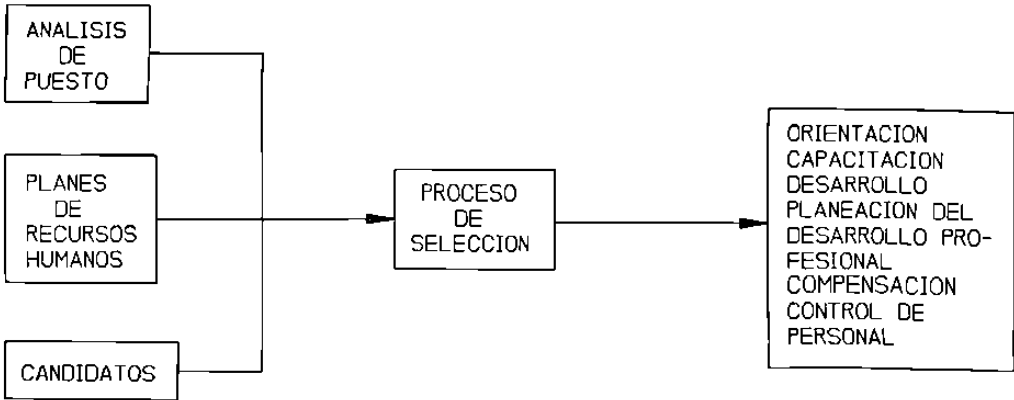 ANALISIS
DE
PUESTO
PLANES
DE
RECURSOS
HUMANOS
CANDIDATOS
PROCESO
DE
SELECCION
ORIENTACION
CAPACITACION
DESARROLLO
PLANEACION DEL
DESARROLLO PRO-
FESIONAL
COMPENSACION
CONTROL DE
PERSONAL